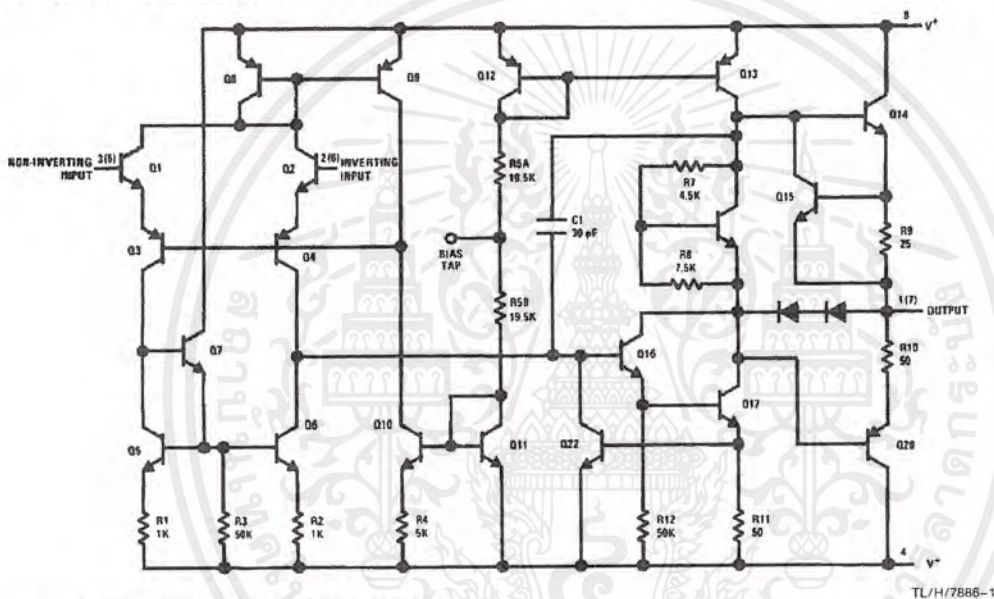 8 V+
Q8
Q9
Q12
Q13
Q14
NON-INVERTING INPUT
3(5)
Q1
Q2
2(6)
INVERTING INPUT
R5A
19.5K
R7
4.5K
Q15
C1
30 pF
R9
25
Q3
Q4
BIAS TAP
R8
7.5K
R5B
19.5K
1(7)
OUTPUT
R10
50
Q7
Q16
Q17
Q5
Q6
Q10
Q11
Q22
Q20
R1
1K
R3
50K
R2
1K
R4
5K
R12
50K
R11
50
4
TL/H/7886-1